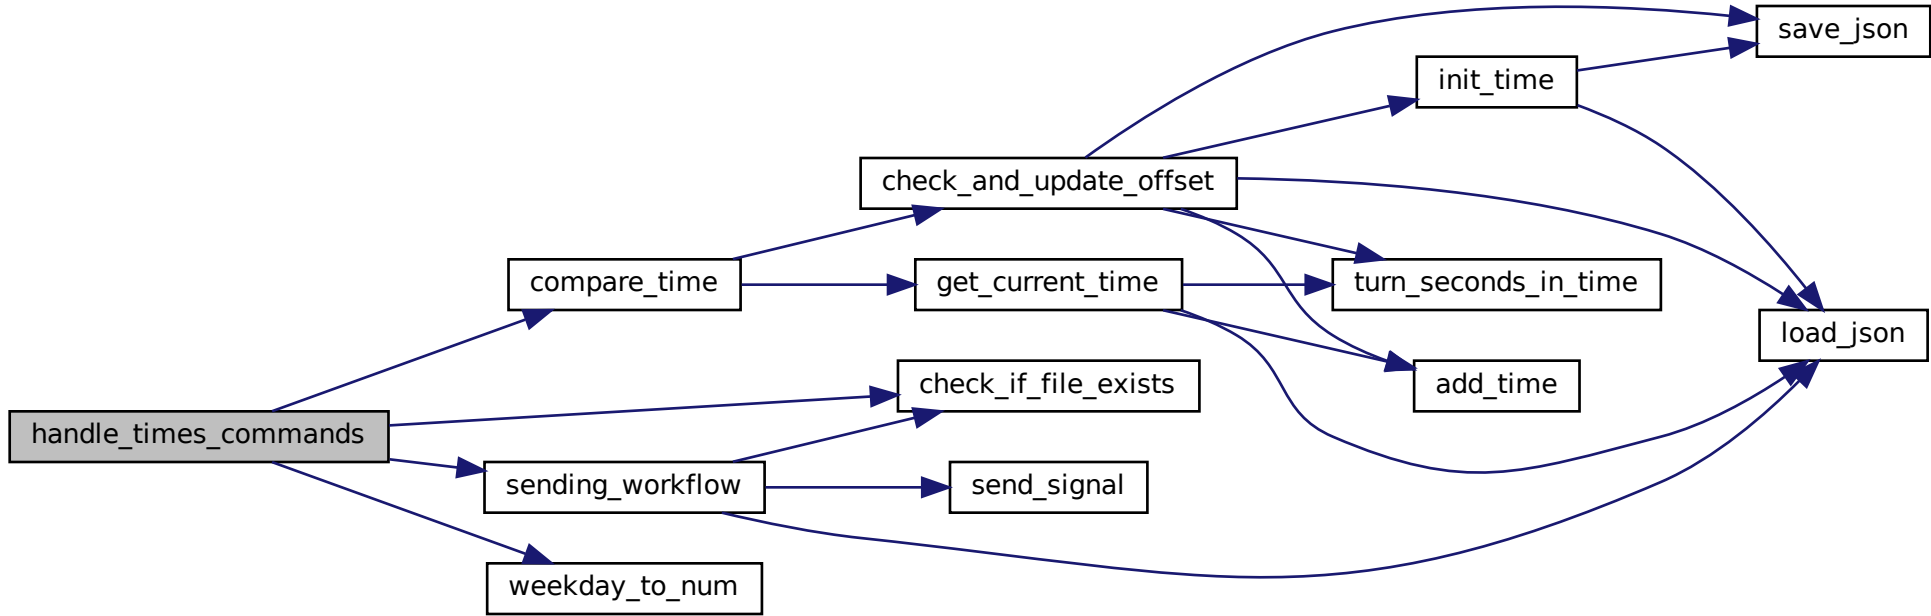 save_json
init_time
check_and_update_offset
compare_time
get_current_time
turn_seconds_in_time
load_json
check_if_file_exists
add_time
handle_times_commands
sending_workflow
send_signal
weekday_to_num